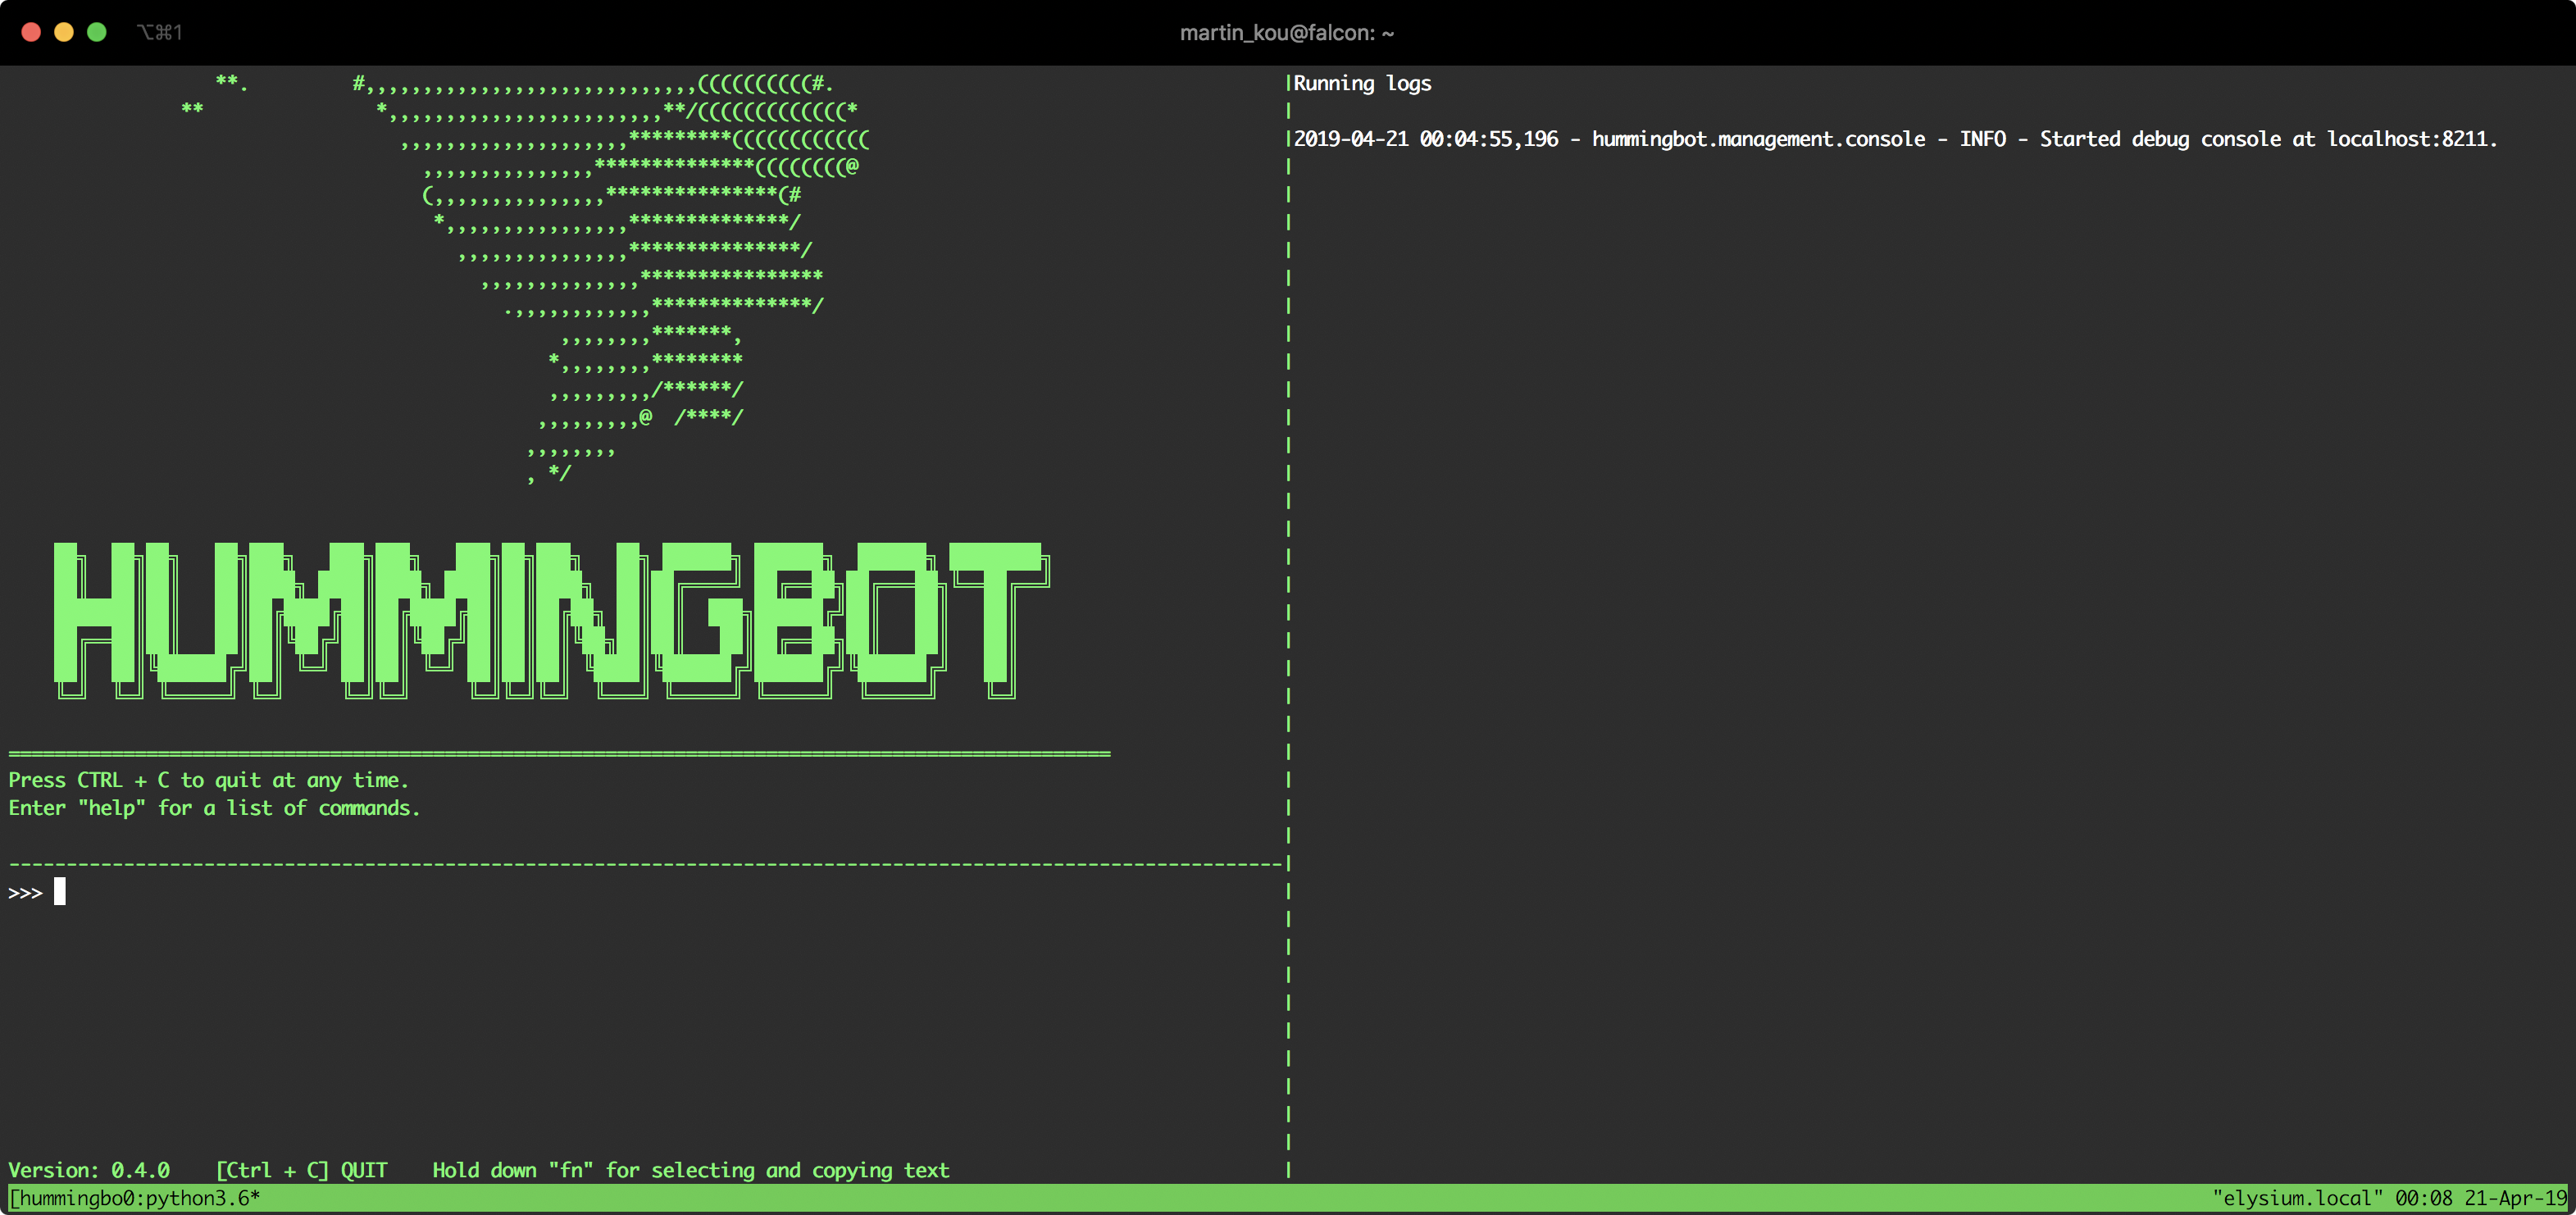 ⌥⌘1
martin_kou@falcon: ~
HUMMINGBOT
Press CTRL + C to quit at any time.
Enter "help" for a list of commands.
>>>
Version: 0.4.0    [Ctrl + C] QUIT    Hold down "fn" for selecting and copying text
Running logs
2019-04-21 00:04:55,196 - hummingbot.management.console - INFO - Started debug console at localhost:8211.
[hummingbo0:python3.6*
"elysium.local" 00:08 21-Apr-19